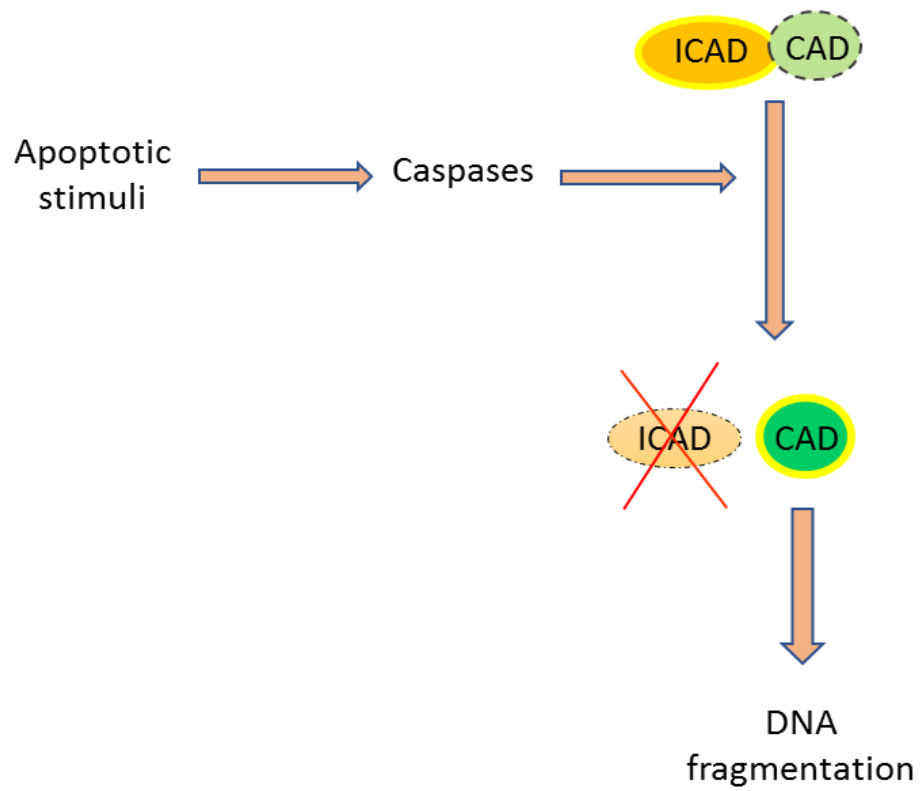 ICAD
CAD
Apoptotic
stimuli
Caspases
ICAD
CAD
DNA
fragmentation